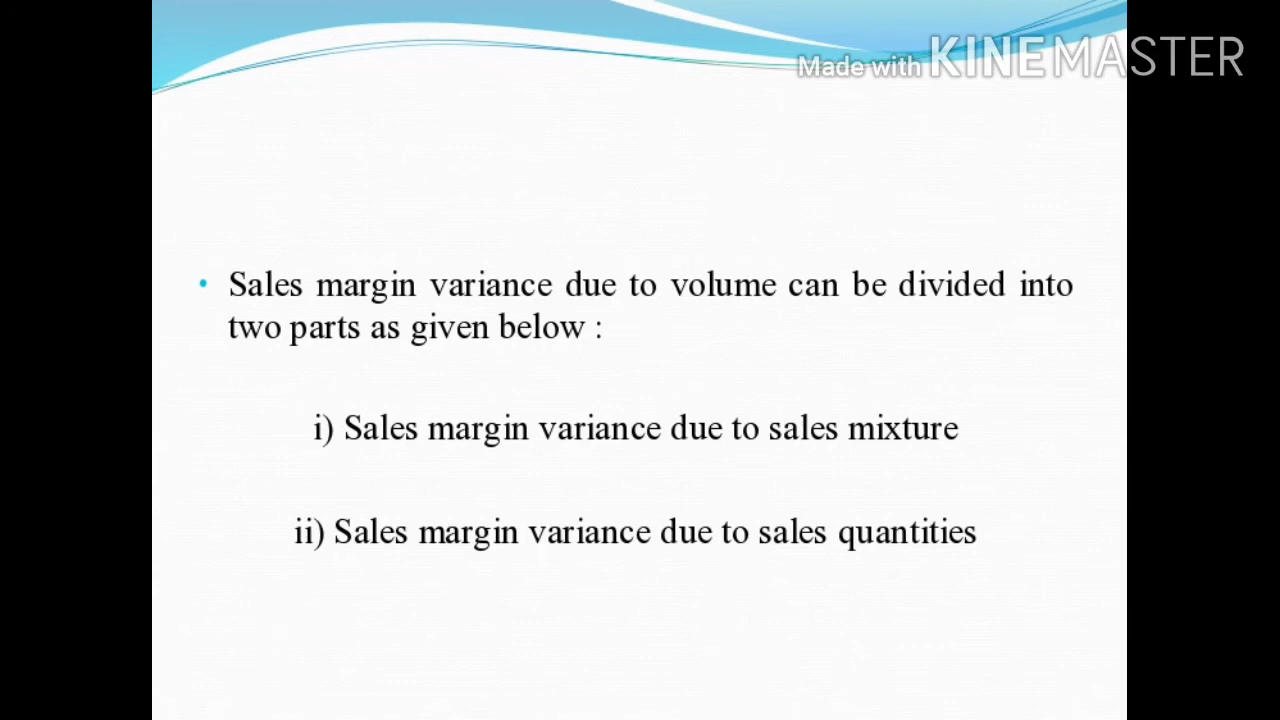 Made with KINEMASTER
• Sales margin variance due to volume can be divided into
two parts as given below :
i) Sales margin variance due to sales mixture
ii) Sales margin variance due to sales quantities